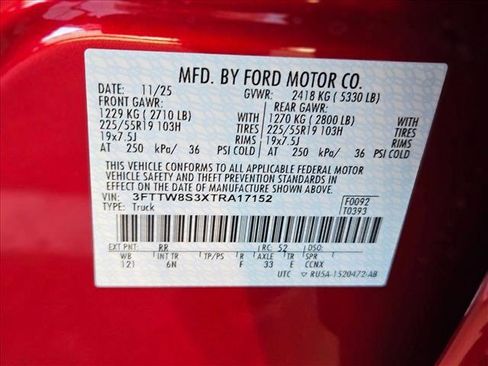 MFD. BY FORD MOTOR CO.
DATE: 11/25 GVWR: 2418 KG ( 5330 LB)
FRONT GAWR: REAR GAWR:
1229 KG ( 2710 LB) WITH 1270 KG ( 2800 LB) WITH
225/55R19 103H TIRES 225/55R19 103H TIRES
19x7.5J RIMS 19x7.5J RIMS
AT 250 kPa/ 36 PSI COLD AT 250 kPa/ 36 PSI COLD
THIS VEHICLE CONFORMS TO ALL APPLICABLE FEDERAL MOTOR
VEHICLE SAFETY AND THEFT PREVENTION STANDARDS IN
EFFECT ON THE DATE OF MANUFACTURE SHOWN ABOVE.
VIN: 3FTTW8S3XTRA17152 F0092
TYPE: Truck T0393
EXT PNT: RR RC: 52 DSO:
WB INT TR TP/PS R AXLE TR SPR
121 6N F 33 E CCNX
UTC ▽ RU5A-1520472-AB